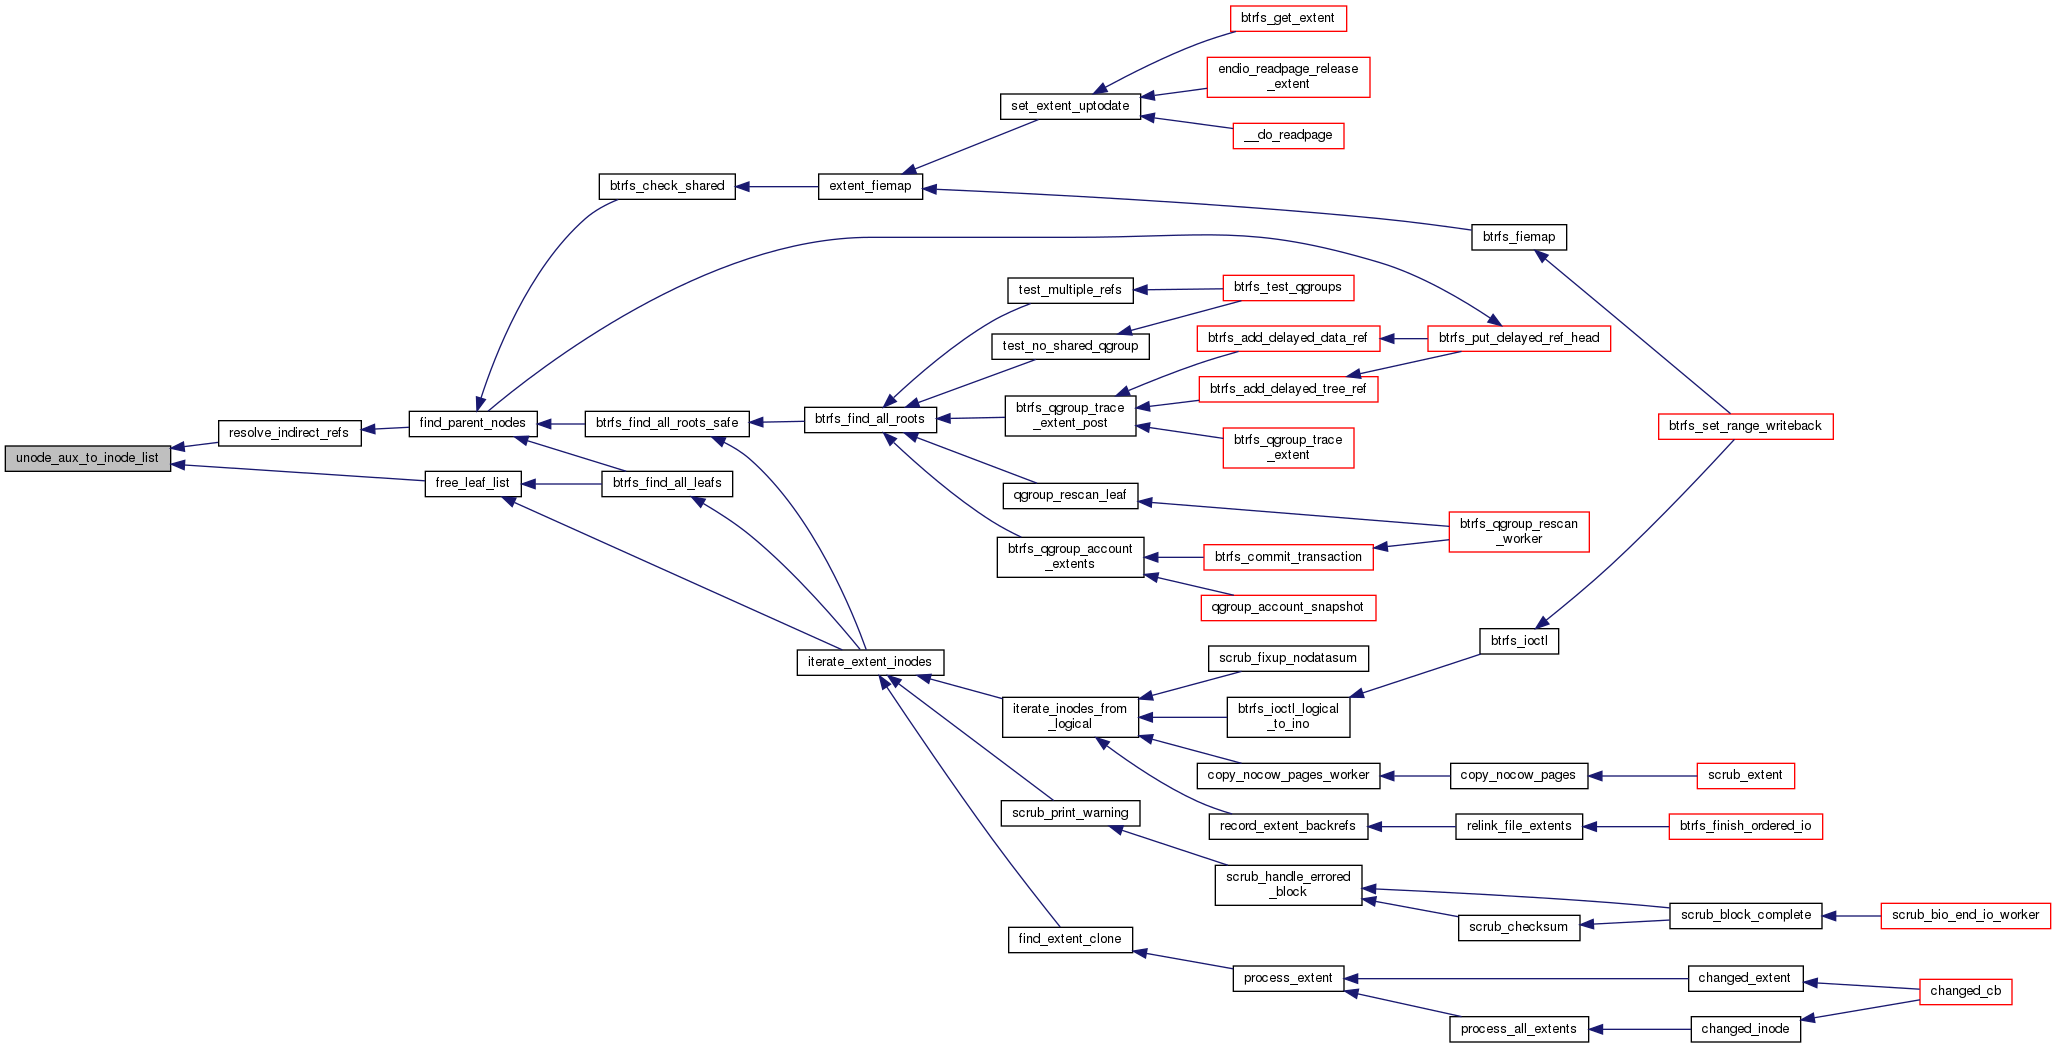 btrfs_get_extent
endio_readpage_release
_extent
set_extent_uptodate
__do_readpage
btrfs_check_shared
extent_fiemap
btrfs_fiemap
test_multiple_refs
btrfs_test_qgroups
test_no_shared_qgroup
btrfs_add_delayed_data_ref
btrfs_put_delayed_ref_head
btrfs_add_delayed_tree_ref
btrfs_qgroup_trace
_extent_post
find_parent_nodes
btrfs_find_all_roots_safe
btrfs_find_all_roots
btrfs_set_range_writeback
resolve_indirect_refs
btrfs_qgroup_trace
_extent
unode_aux_to_inode_list
free_leaf_list
btrfs_find_all_leafs
qgroup_rescan_leaf
btrfs_qgroup_rescan
_worker
btrfs_qgroup_account
_extents
btrfs_commit_transaction
qgroup_account_snapshot
btrfs_ioctl
iterate_extent_inodes
scrub_fixup_nodatasum
iterate_inodes_from
_logical
btrfs_ioctl_logical
_to_ino
copy_nocow_pages_worker
copy_nocow_pages
scrub_extent
scrub_print_warning
record_extent_backrefs
relink_file_extents
btrfs_finish_ordered_io
scrub_handle_errored
_block
scrub_block_complete
scrub_bio_end_io_worker
scrub_checksum
find_extent_clone
process_extent
changed_extent
changed_cb
process_all_extents
changed_inode